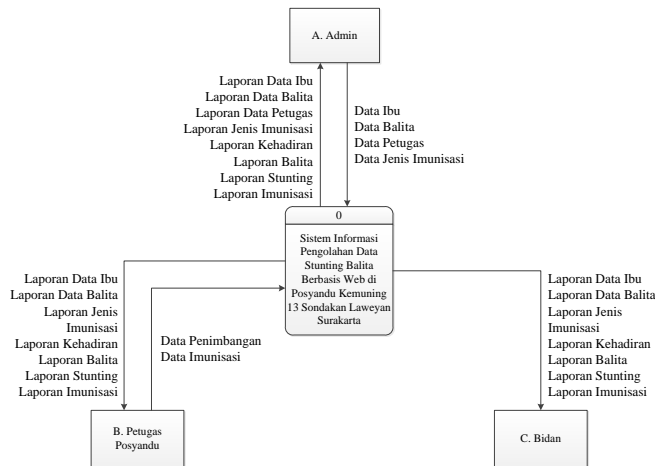 A. Admin
Laporan Data Ibu
Laporan Data Balita
Laporan Data Petugas
Laporan Jenis Imunisasi
Laporan Kehadiran
Laporan Balita
Laporan Stunting
Laporan Imunisasi
Data Ibu
Data Balita
Data Petugas
Data Jenis Imunisasi
0
Sistem Informasi
Pengolahan Data
Stunting Balita
Berbasis Web di
Posyandu Kemuning
13 Sondakan Laweyan
Surakarta
Laporan Data Ibu
Laporan Data Balita
Laporan Jenis
Imunisasi
Laporan Kehadiran
Laporan Balita
Laporan Stunting
Laporan Imunisasi
Data Penimbangan
Data Imunisasi
Laporan Data Ibu
Laporan Data Balita
Laporan Jenis
Imunisasi
Laporan Kehadiran
Laporan Balita
Laporan Stunting
Laporan Imunisasi
B. Petugas
Posyandu
C. Bidan